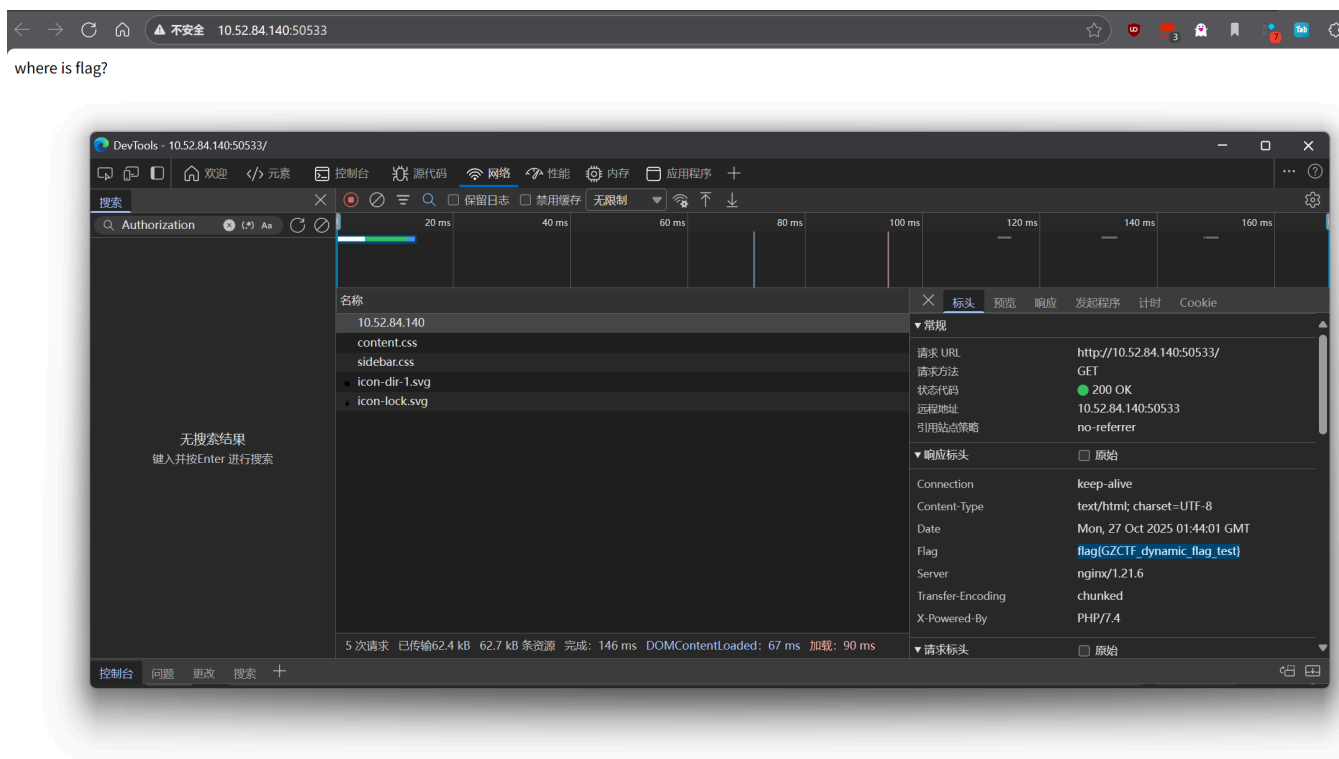 不安全 10.52.84.140:50533
3
7
Tab
where is flag?
DevTools - 10.52.84.140:50533/
欢迎 </> 元素 控制台 源代码 网络 性能 内存 应用程序
搜索
保留日志 禁用缓存 无限制
Authorization (.*) Aa
20 ms 40 ms 60 ms 80 ms 100 ms 120 ms 140 ms 160 ms
名称
10.52.84.140
content.css
sidebar.css
icon-dir-1.svg
icon-lock.svg
无搜索结果
键入并按Enter 进行搜索
标头 预览 响应 发起程序 计时 Cookie
常规
请求 URL http://10.52.84.140:50533/
请求方法 GET
状态代码 200 OK
远程地址 10.52.84.140:50533
引用站点策略 no-referrer
响应标头 原始
Connection keep-alive
Content-Type text/html; charset=UTF-8
Date Mon, 27 Oct 2025 01:44:01 GMT
Flag flag{GZCTF_dynamic_flag_test}
Server nginx/1.21.6
Transfer-Encoding chunked
X-Powered-By PHP/7.4
请求标头 原始
5 次请求 已传输62.4 kB 62.7 kB 条资源 完成: 146 ms DOMContentLoaded: 67 ms 加载: 90 ms
控制台 问题 更改 搜索